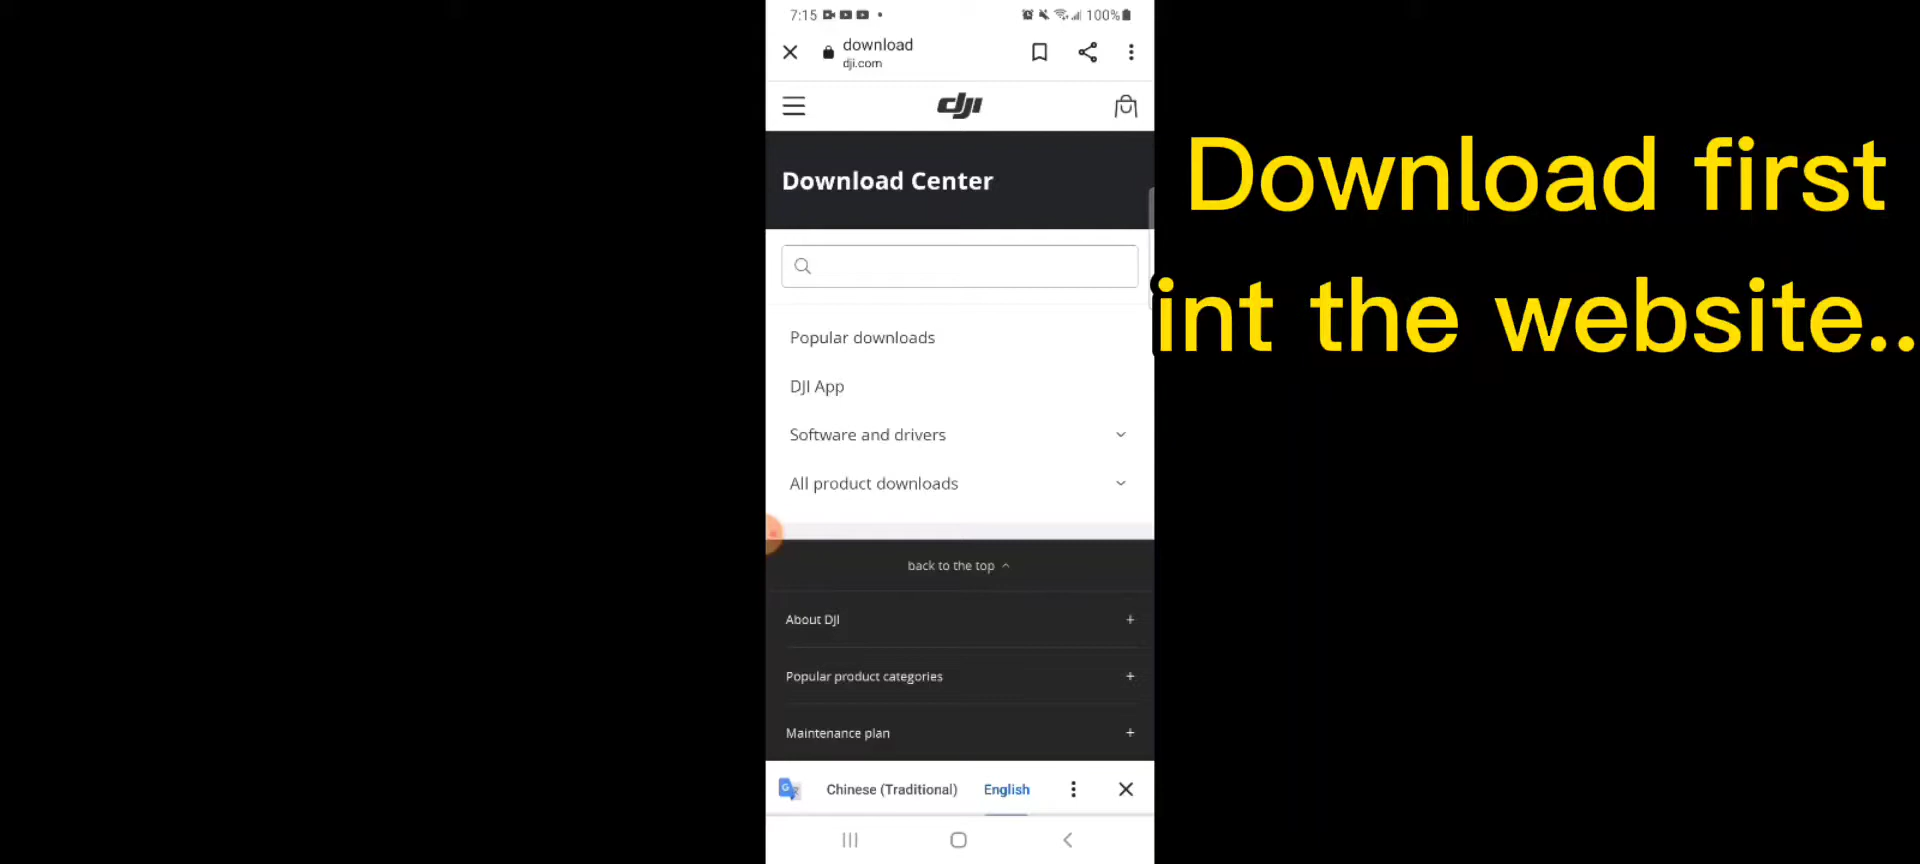 7:15
100%
download
dji.com
dji
Download Center
Popular downloads
DJI App
Software and drivers
All product downloads
back to the top
About DJI
Popular product categories
Maintenance plan
Chinese (Traditional) English
Download first
int the website..